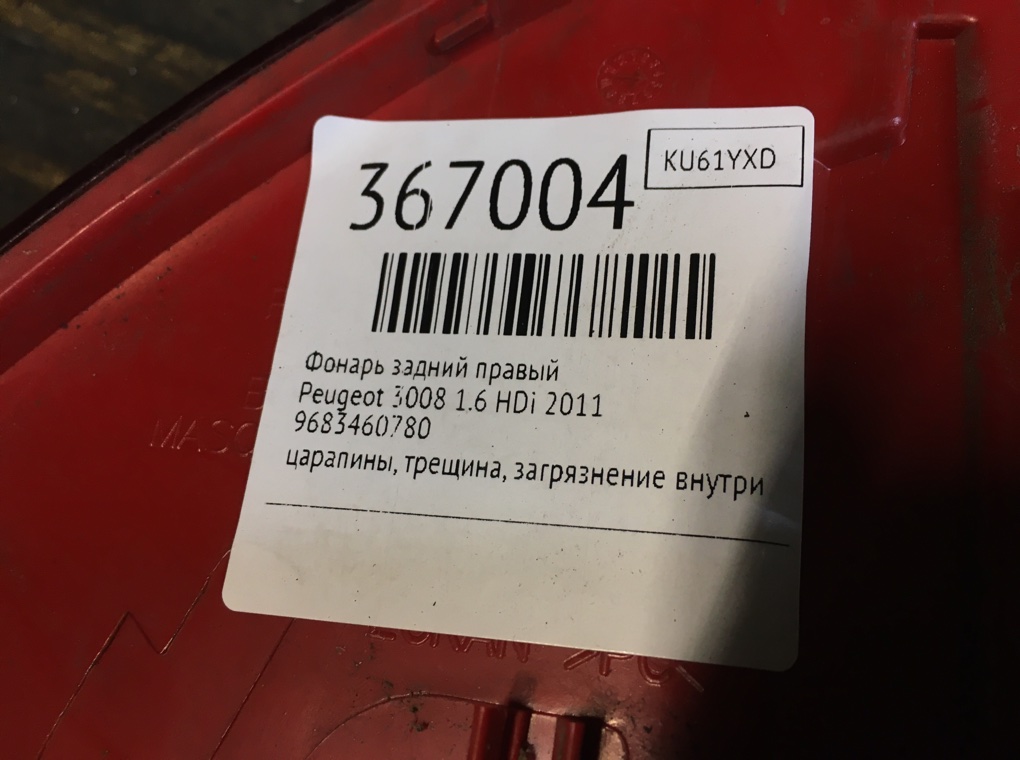 367004
KU61YXD
Фонарь задний правый
Peugeot 3008 1.6 HDi 2011
9683460780
царапины, трещина, загрязнение внутри